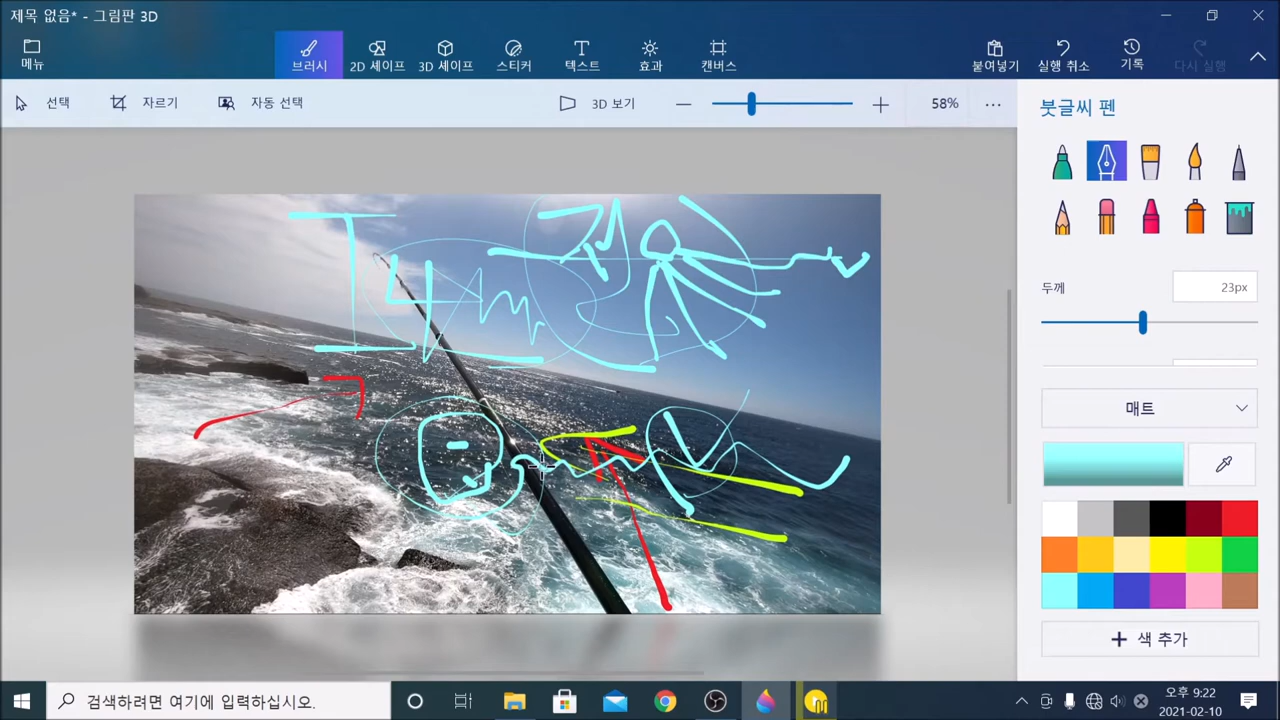 제목 없음* - 그림판 3D
메뉴
브러시
2D 셰이프
3D 셰이프
스티커
텍스트
효과
캔버스
붙여넣기
실행 취소
기록
다시 실행
선택
자르기
자동 선택
3D 보기
58%
붓글씨 펜
두께
23px
매트
색 추가
검색하려면 여기에 입력하십시오.
오후 9:22
2021-02-10